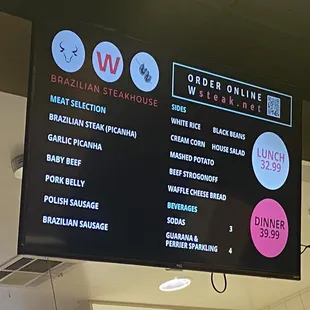 W
BRAZILIAN STEAKHOUSE
MEAT SELECTION
BRAZILIAN STEAK (PICANHA)
GARLIC PICANHA
BABY BEEF
PORK BELLY
POLISH SAUSAGE
BRAZILIAN SAUSAGE
ORDER ONLINE
Wsteak.net
SIDES
WHITE RICE BLACK BEANS
CREAM CORN HOUSE SALAD
MASHED POTATO
BEEF STROGONOFF
WAFFLE CHEESE BREAD
BEVERAGES
SODAS 3
GUARANA &
PERRIER SPARKLING 4
LUNCH
32.99
DINNER
39.99